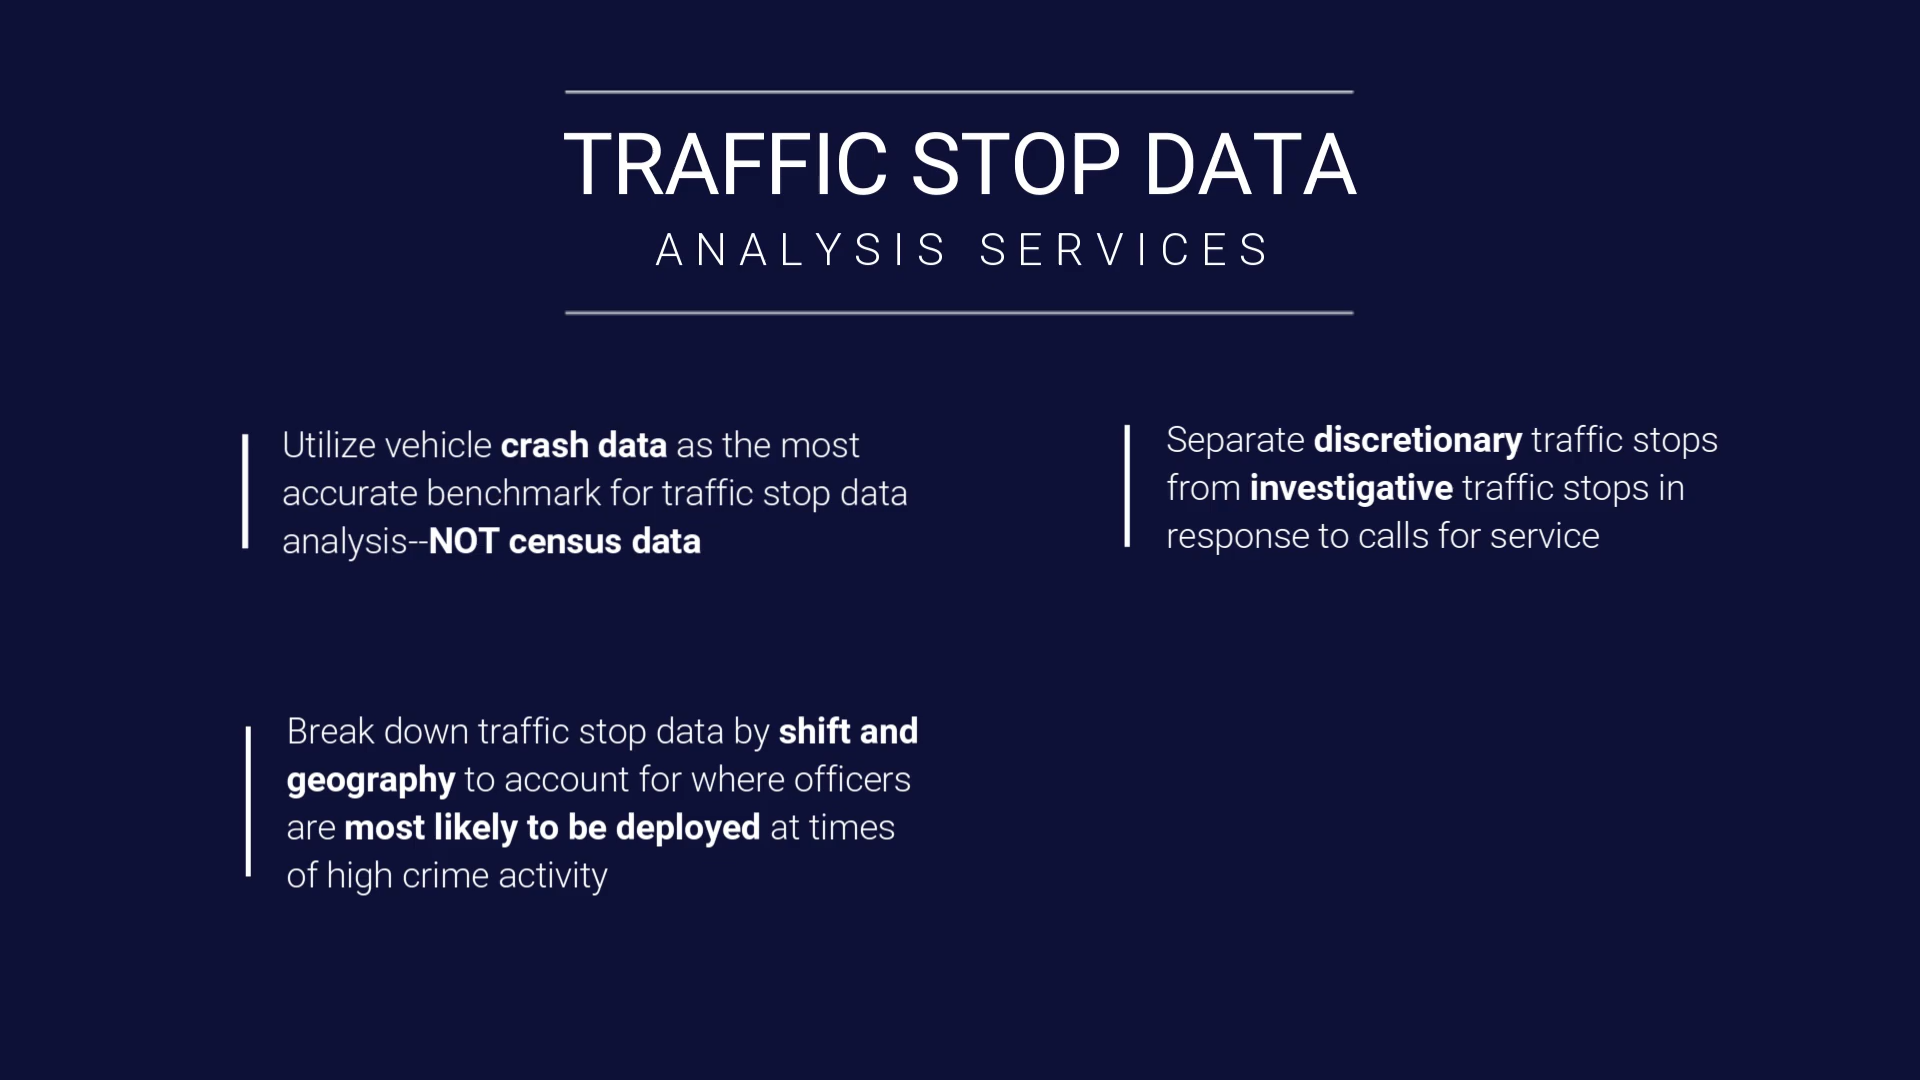 TRAFFIC STOP DATA
ANALYSIS SERVICES
Utilize vehicle crash data as the most
accurate benchmark for traffic stop data
analysis--NOT census data
Separate discretionary traffic stops
from investigative traffic stops in
response to calls for service
Break down traffic stop data by shift and
geography to account for where officers
are most likely to be deployed at times
of high crime activity